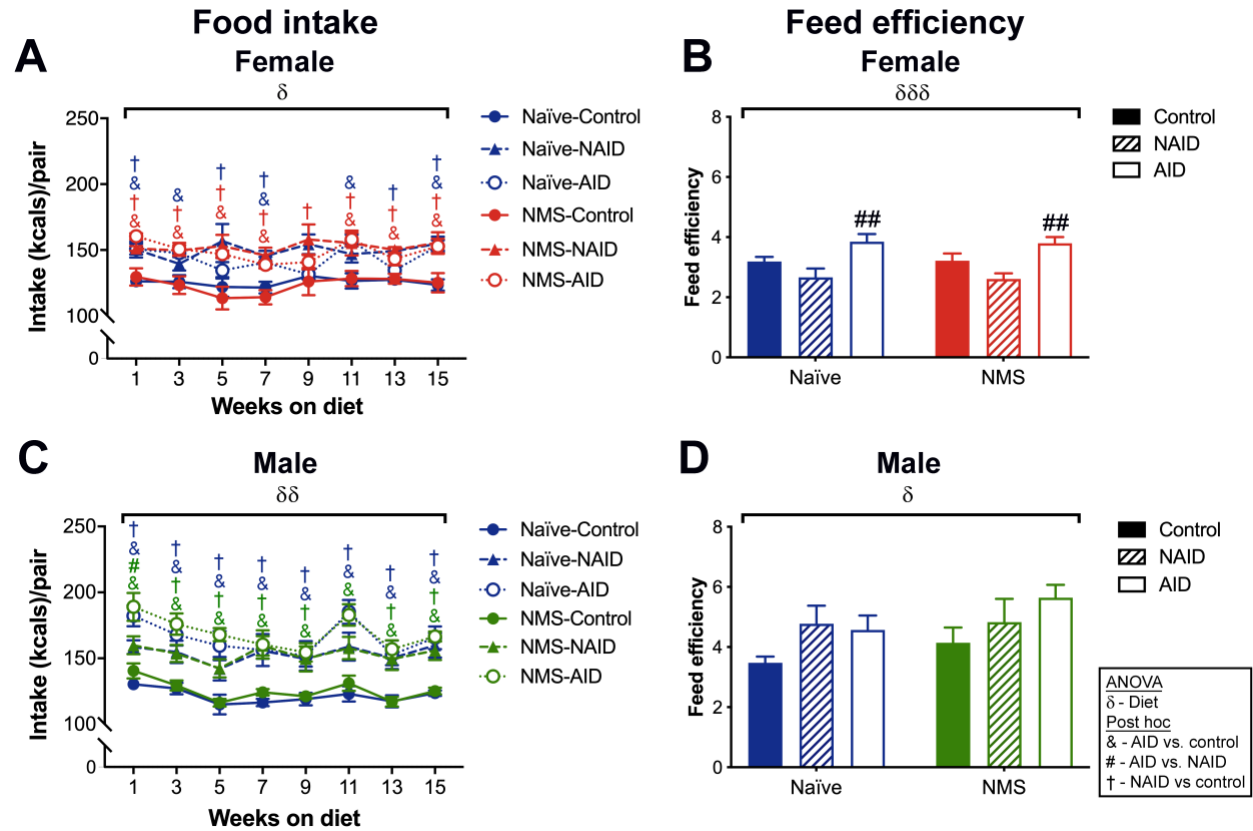 Food intake
Feed efficiency
A
Female
δ
Intake (kcals)/pair
250
200
150
100
0
† † † †
& & & & &
† † † † † † †
& & & & & & &
1 3 5 7 9 11 13 15
Weeks on diet
Naïve-Control
Naïve-NAID
Naïve-AID
NMS-Control
NMS-NAID
NMS-AID
B
Female
δδδ
Feed efficiency
8
6
4
2
0
## ##
Naïve NMS
Control
NAID
AID
C
Male
δδ
Intake (kcals)/pair
250
200
150
100
0
† † † † † † † †
& & & & & & & &
# † † † † † †
& & & & & & & &
1 3 5 7 9 11 13 15
Weeks on diet
Naïve-Control
Naïve-NAID
Naïve-AID
NMS-Control
NMS-NAID
NMS-AID
D
Male
δ
Feed efficiency
8
6
4
2
0
Naïve NMS
Control
NAID
AID
ANOVA
δ - Diet
Post hoc
& - AID vs. control
# - AID vs. NAID
† - NAID vs control